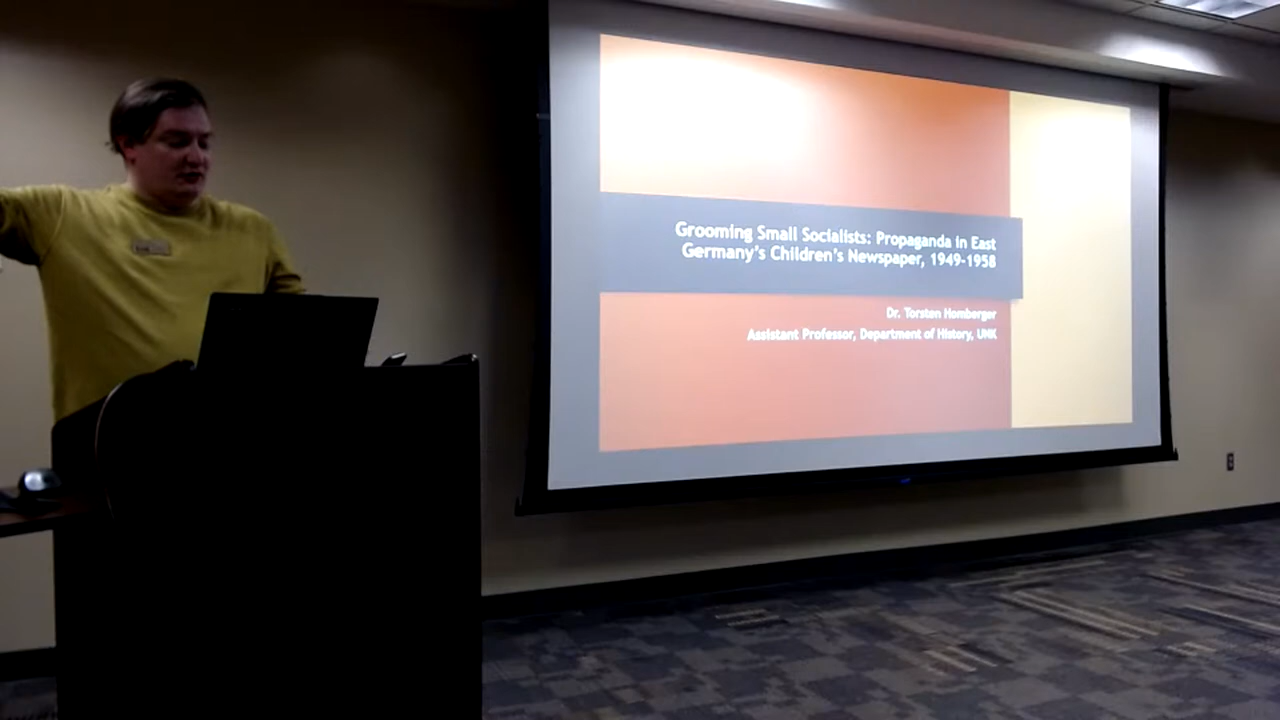 Grooming Small Socialists: Propaganda in East
Germany's Children's Newspaper, 1949-1958
Dr. Torsten Homberger
Assistant Professor, Department of History, UNK